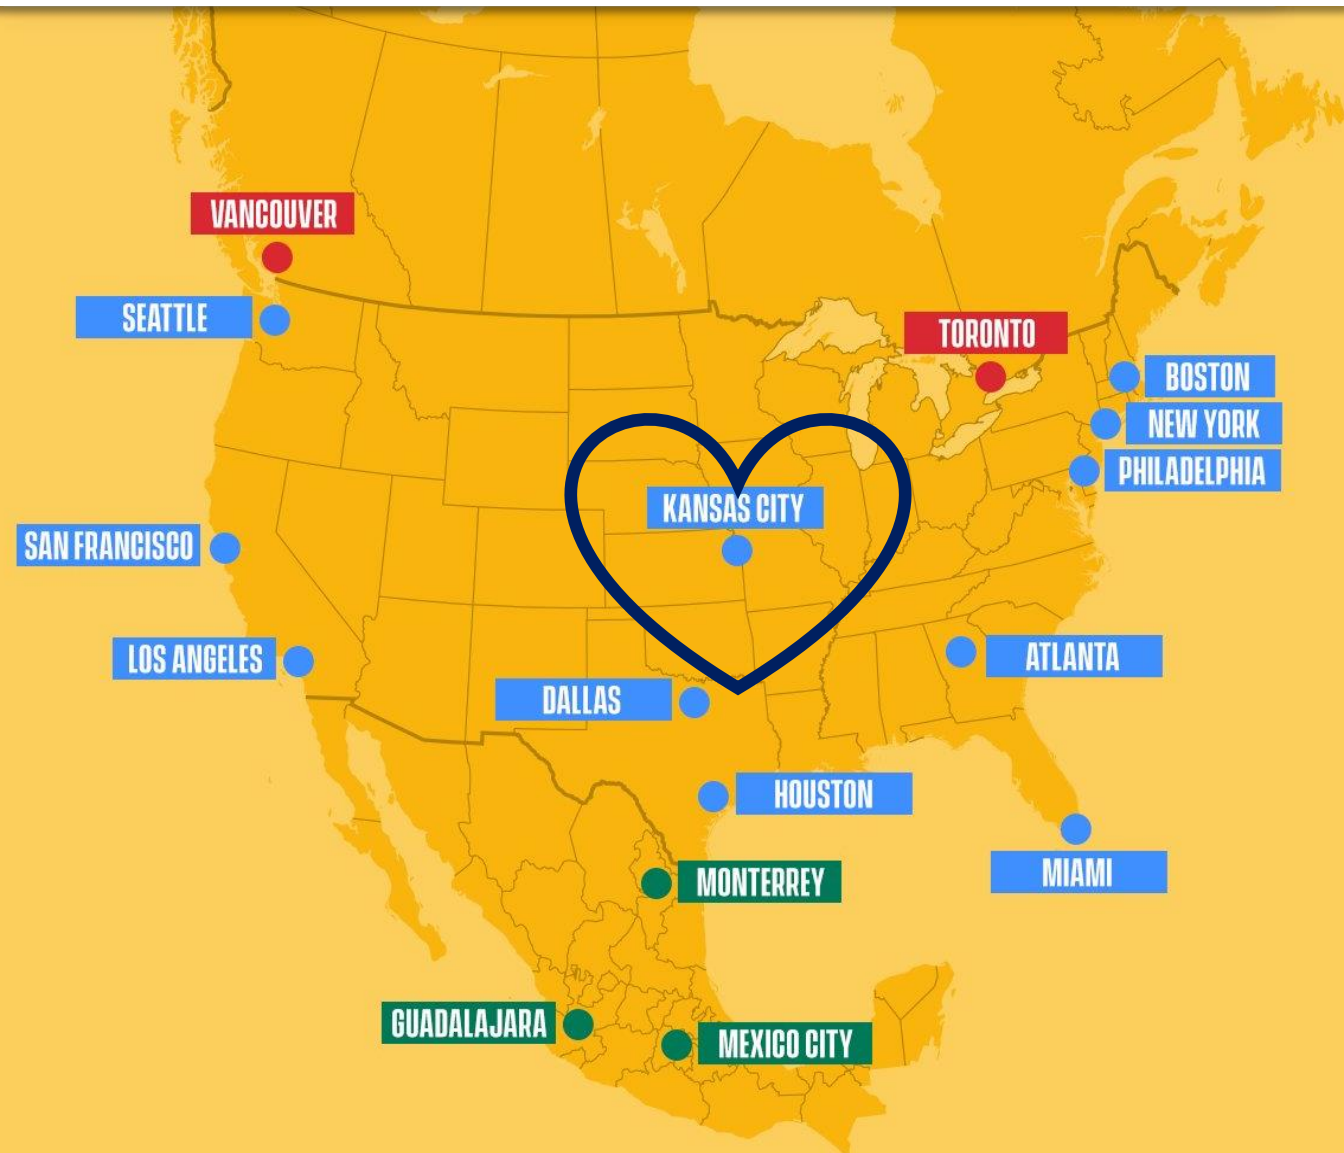 VANCOUVER
SEATTLE
TORONTO
BOSTON
NEW YORK
PHILADELPHIA
KANSAS CITY
SAN FRANCISCO
LOS ANGELES
ATLANTA
DALLAS
HOUSTON
MIAMI
MONTERREY
GUADALAJARA
MEXICO CITY